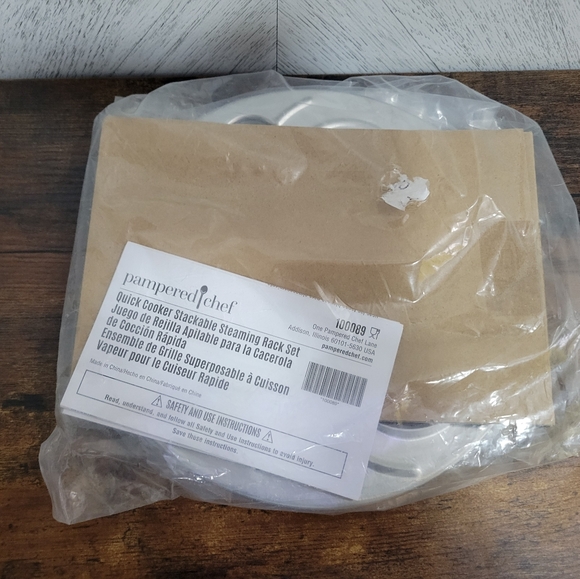 pampered chef
100089
One Pampered Chef Lane
Addison, Illinois 60101-5630 USA
pamperedchef.com
Quick Cooker Stackable Steaming Rack Set
Juego de Rejilla Apilable para la Cacerola
de Cocción Rápida
Ensemble de Grille Superposable à Cuisson
Vapeur pour le Cuiseur Rapide
Made in China/Hecho en China/Fabriqué en Chine
SAFETY AND USE INSTRUCTIONS
Read, understand, and follow all Safety and Use Instructions to avoid injury.
Save these instructions.